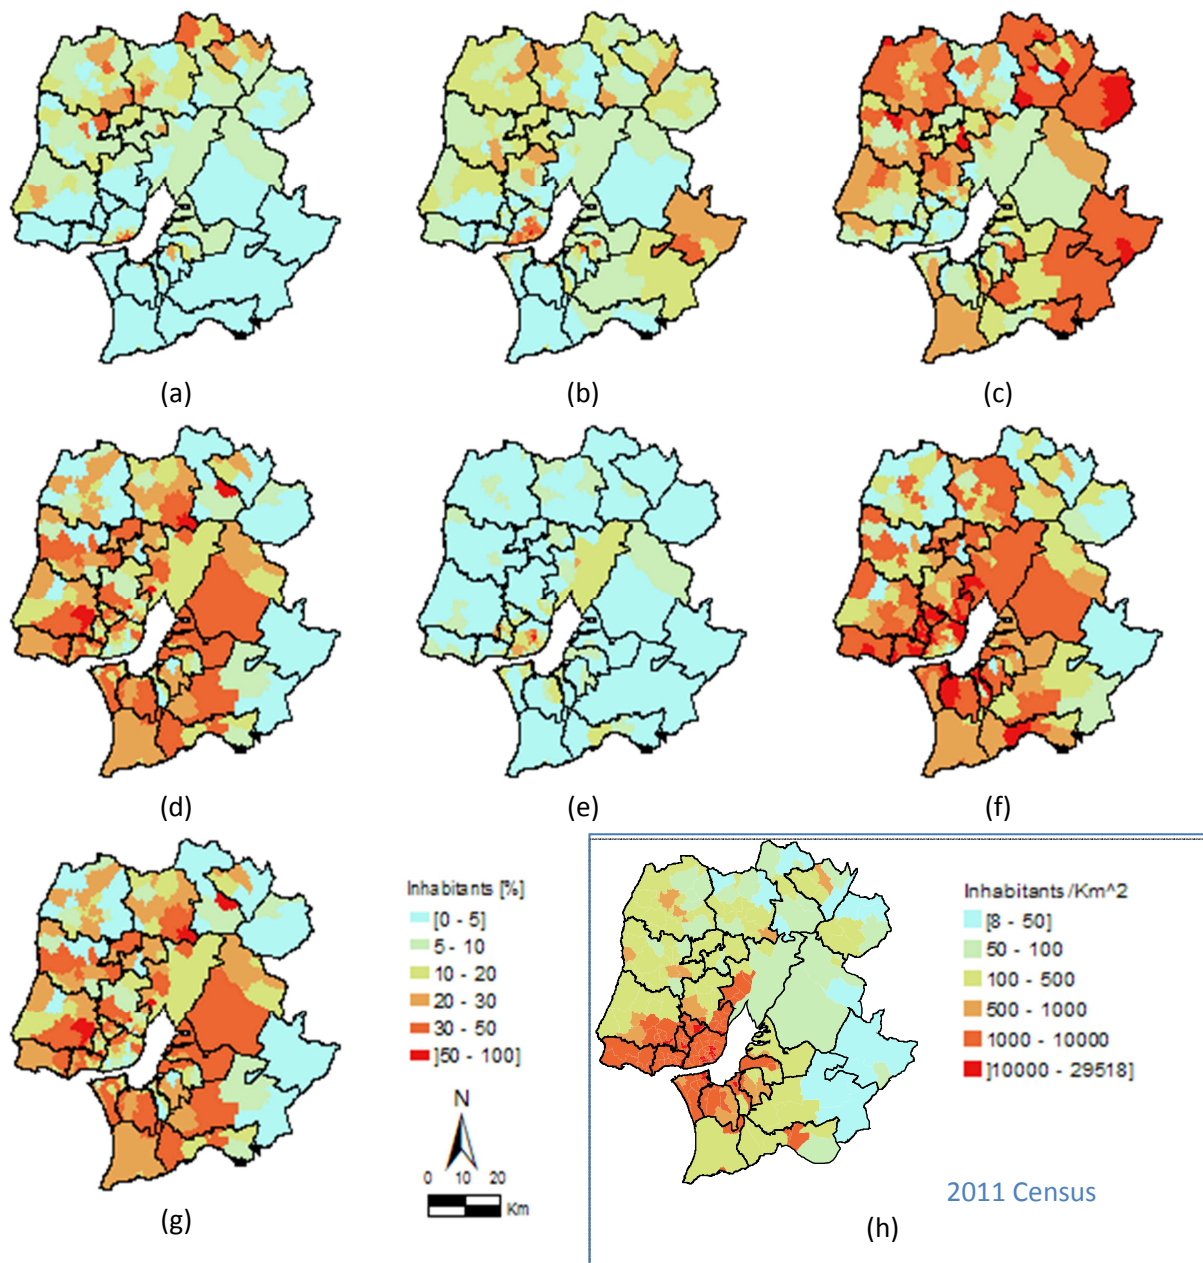 (a)
(b)
(c)
(d)
(e)
(f)
(g)
Inhabitants [%]
[0 - 5]
5 - 10
10 - 20
20 - 30
30 - 50
]50 - 100]
N
0 10 20
Km
Inhabitants /Km^2
[8 - 50]
50 - 100
100 - 500
500 - 1000
1000 - 10000
]10000 - 29518]
2011 Census
(h)